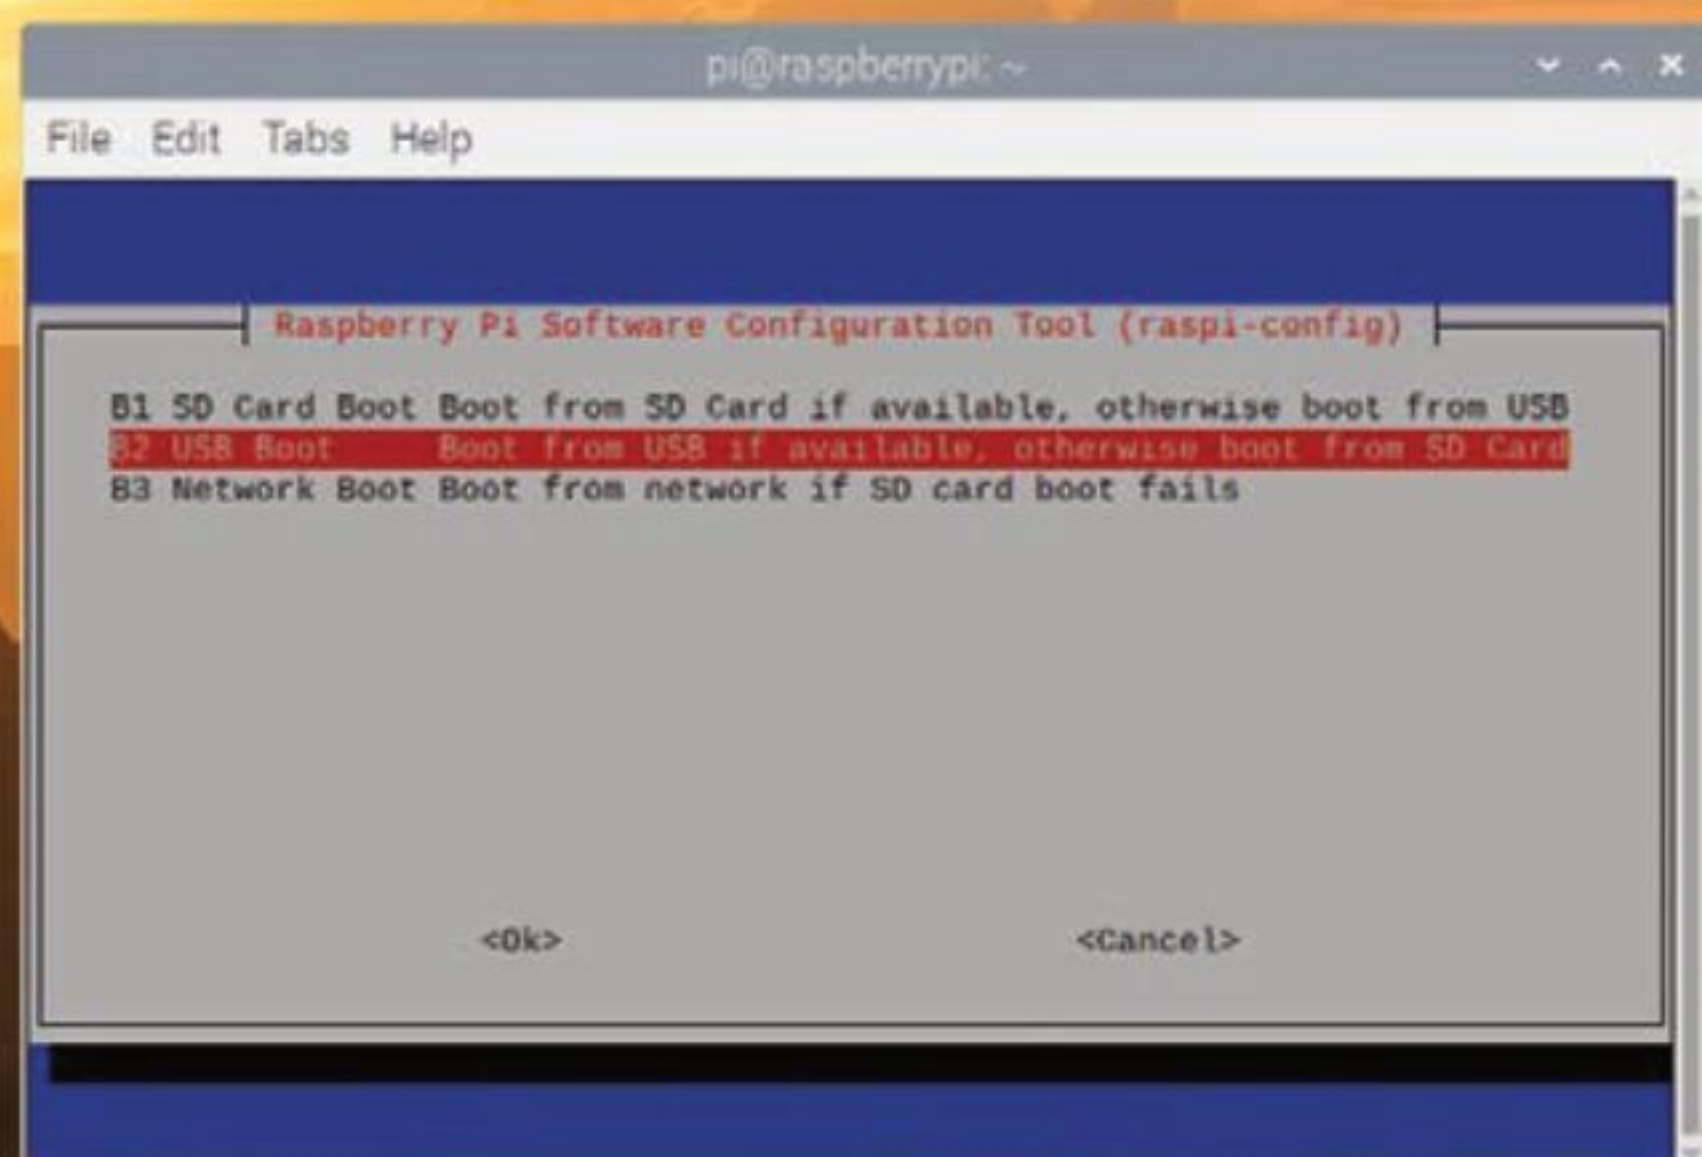 pi@raspberrypi: ~
File Edit Tabs Help
Raspberry Pi Software Configuration Tool (raspi-config)
B1 SD Card Boot Boot from SD Card if available, otherwise boot from USB
B2 USB Boot Boot from USB if available, otherwise boot from SD Card
B3 Network Boot Boot from network if SD card boot fails
<Ok> <Cancel>